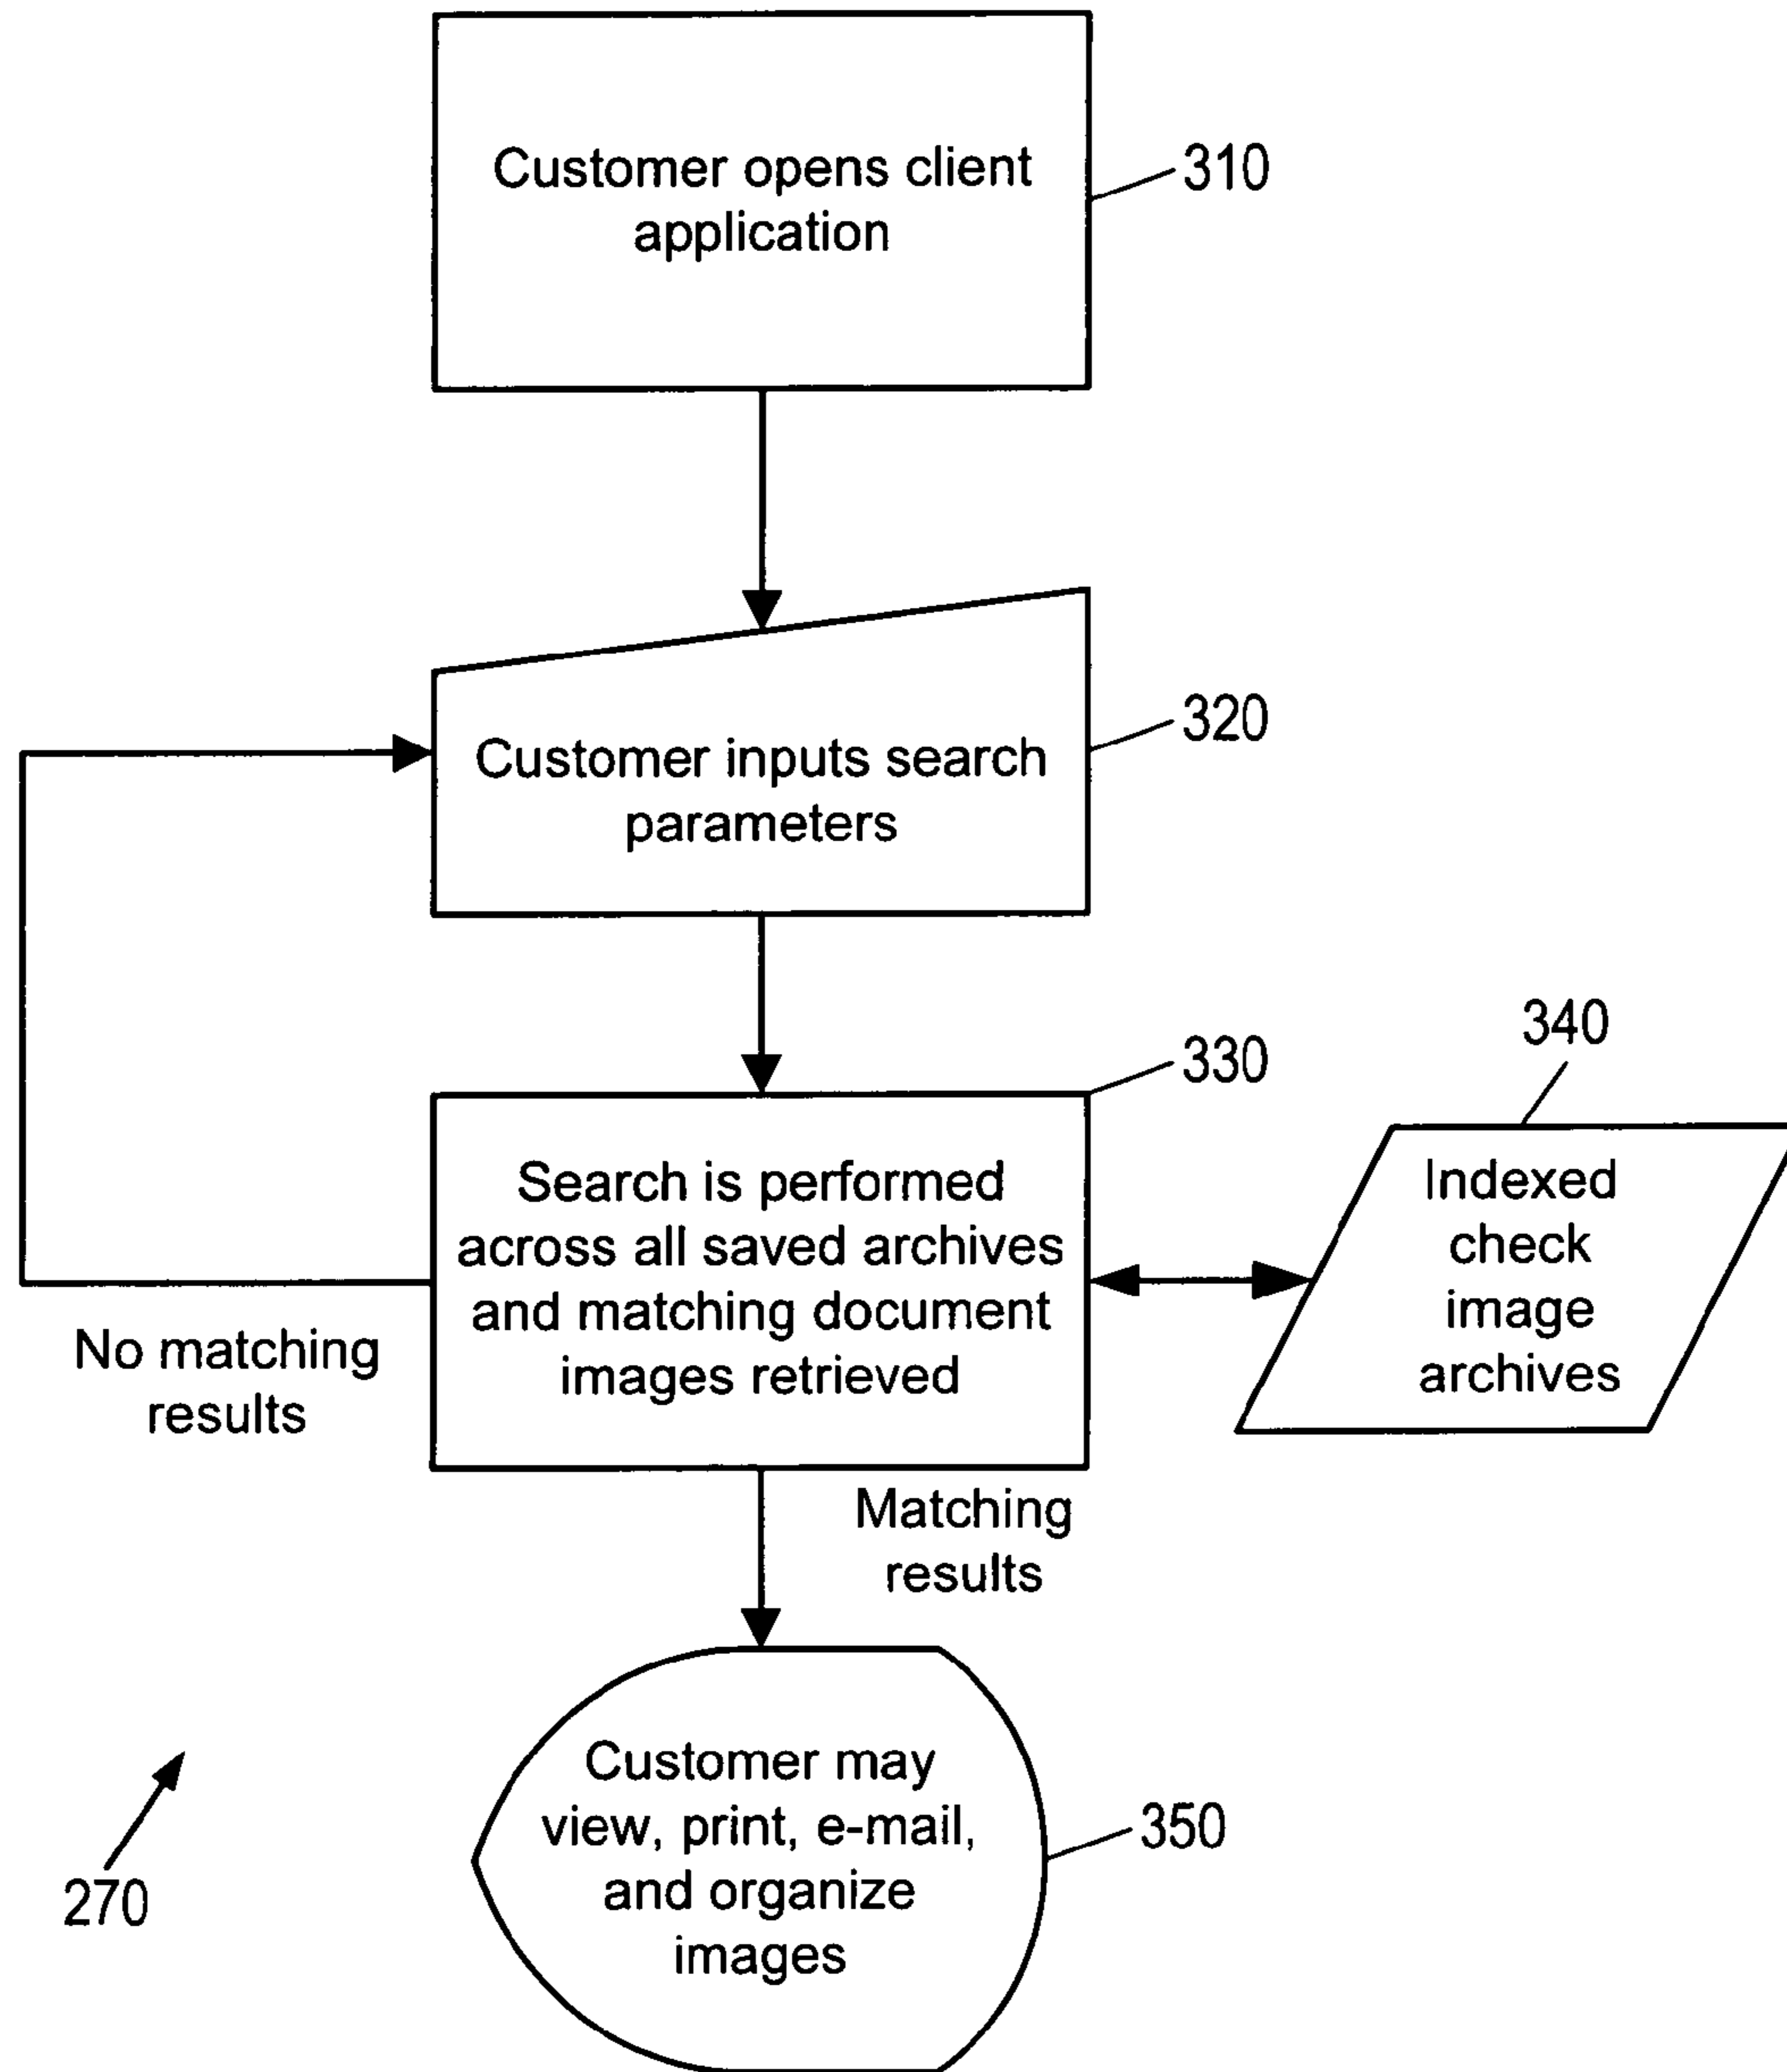 Customer opens client
application
310
320
Customer inputs search
parameters
330
340
Search is performed
across all saved archives
and matching document
images retrieved
Indexed
check
image
archives
No matching
results
Matching
results
Customer may
view, print, e-mail,
and organize
images
350
270